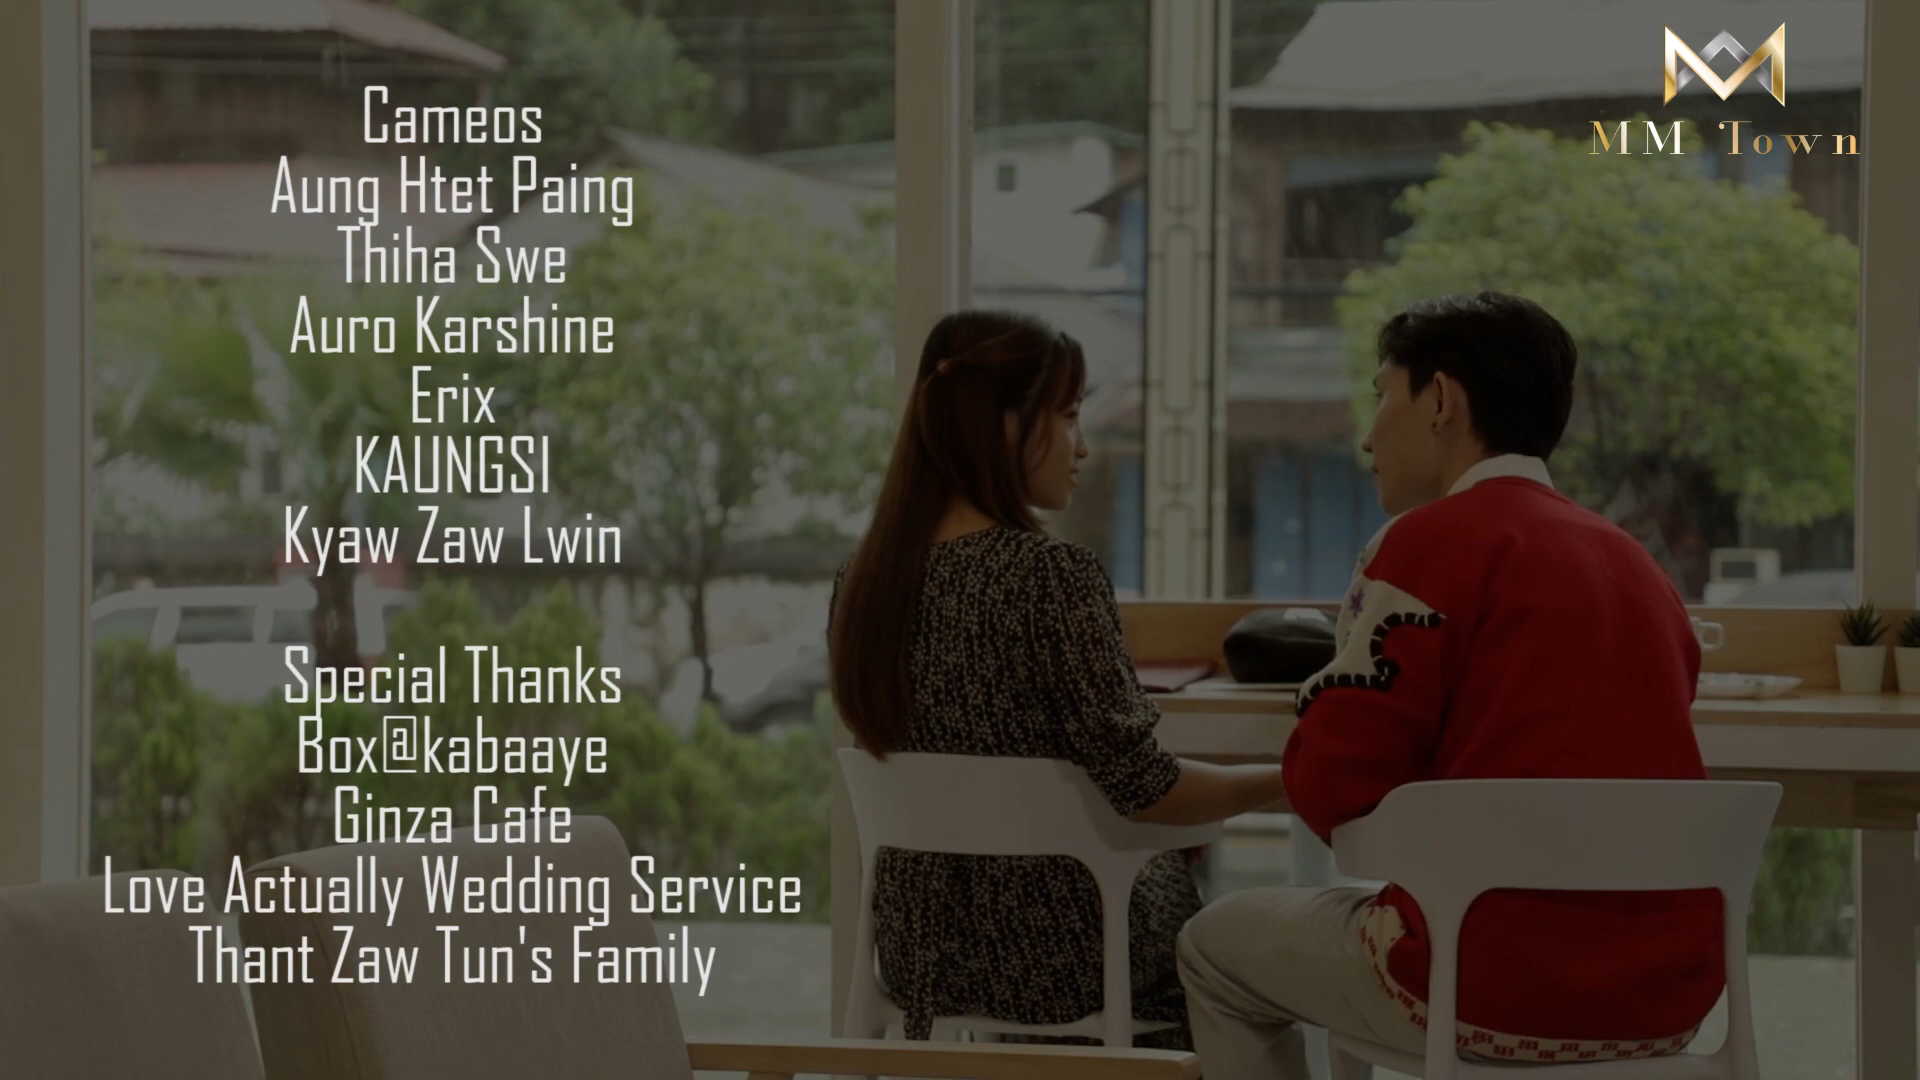 Cameos
Aung Htet Paing
Thiha Swe
Auro Karshine
Erix
KAUNGSI
Kyaw Zaw Lwin
Special Thanks
Box@kabaaye
Ginza Cafe
Love Actually Wedding Service
Thant Zaw Tun's Family
MM Town